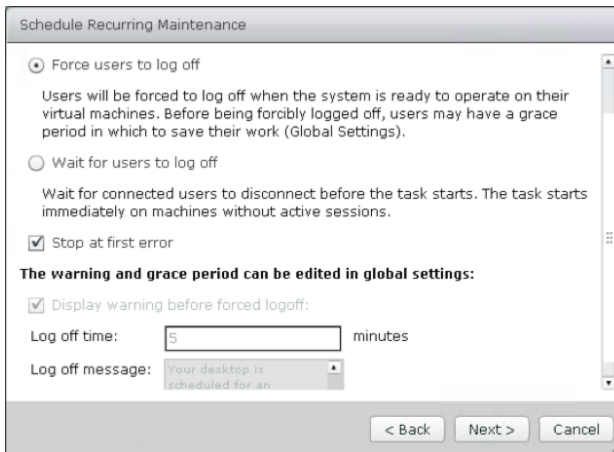 Schedule Recurring Maintenance
Force users to log off
Users will be forced to log off when the system is ready to operate on their
virtual machines. Before being forcibly logged off, users may have a grace
period in which to save their work (Global Settings).
Wait for users to log off
Wait for connected users to disconnect before the task starts. The task starts
immediately on machines without active sessions.
Stop at first error
The warning and grace period can be edited in global settings:
Display warning before forced logoff:
Log off time: 5 minutes
Log off message: Your desktop is
scheduled for an
< Back Next > Cancel